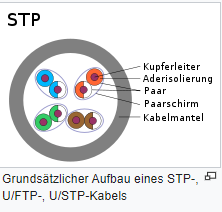 STP
Kupferleiter
Aderisolierung
Paar
Paarschirm
Kabelmantel
Grundsätzlicher Aufbau eines STP-,
U/FTP-, U/STP-Kabels